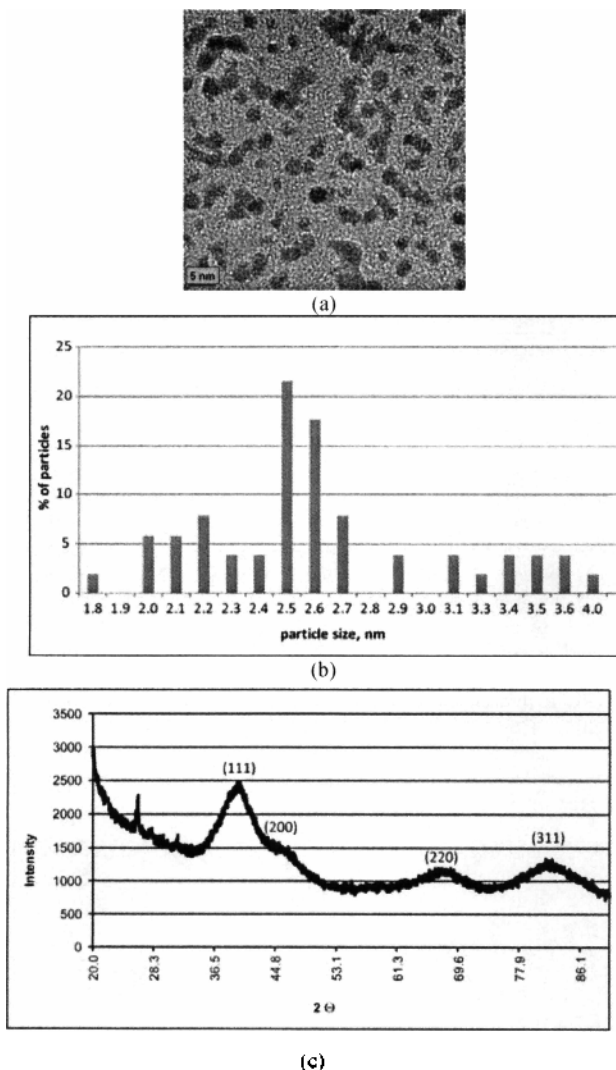 5 nm
(a)
25
20
15
10
5
0
% of particles
1.8 1.9 2.0 2.1 2.2 2.3 2.4 2.5 2.6 2.7 2.8 2.9 3.0 3.1 3.3 3.4 3.5 3.6 4.0
particle size, nm
(b)
3500
3000
2500
2000
1500
1000
500
0
Intensity
(111)
(200)
(220)
(311)
20.0 28.3 36.5 44.8 53.1 61.3 69.6 77.9 86.1
2 Θ
(c)